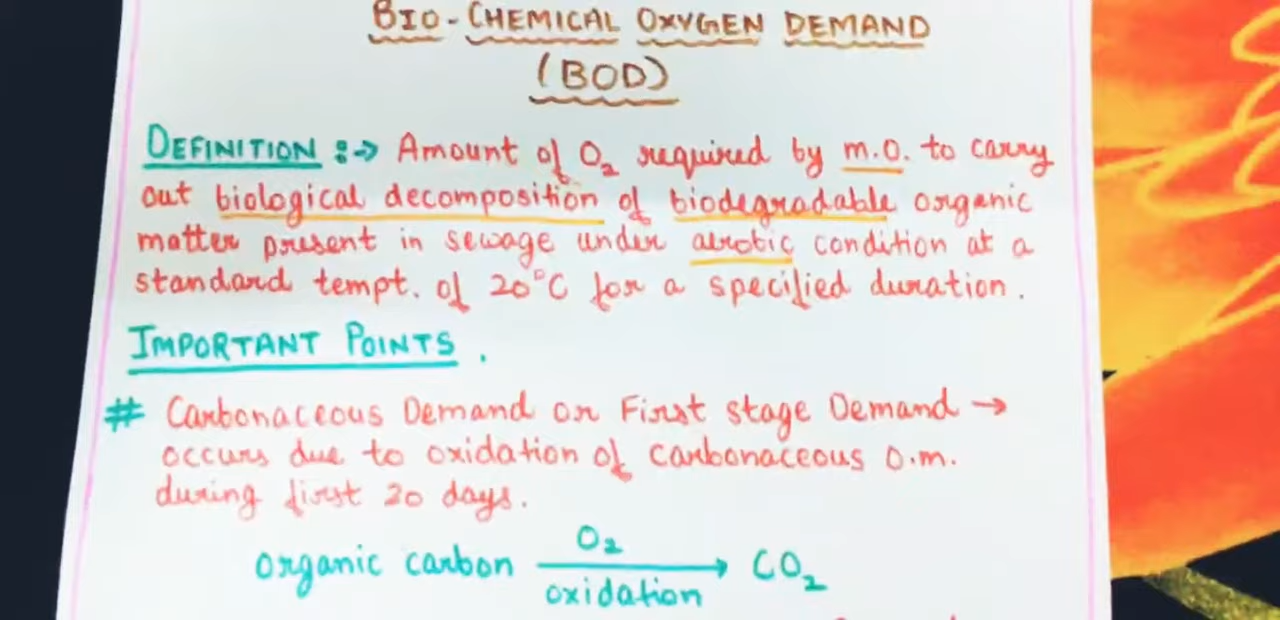 BIO-CHEMICAL OXYGEN DEMAND
(BOD)
DEFINITION :→ Amount of O₂ required by m.o. to carry
out biological decomposition of biodegradable organic
matter present in sewage under aerobic condition at a
standard tempt. of 20°C for a specified duration.
IMPORTANT POINTS.
# Carbonaceous Demand or First stage Demand →
occurs due to oxidation of carbonaceous o.m.
during first 20 days.
organic carbon O₂ oxidation → CO₂